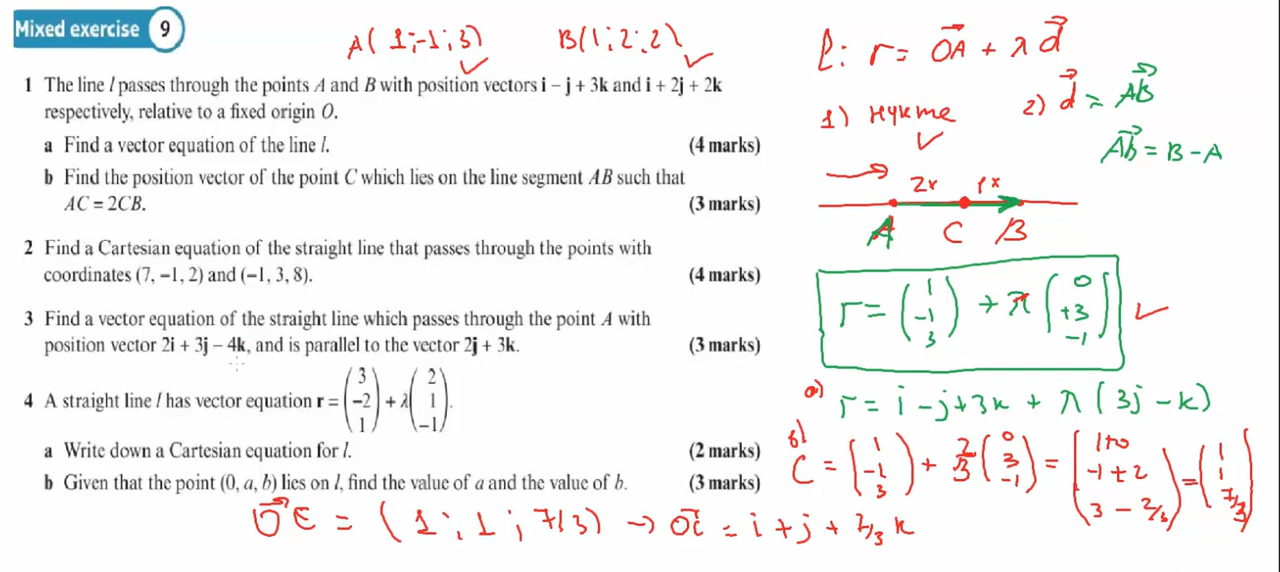 Mixed exercise 9
A(1;-1;3) B(1;2;2)
1 The line l passes through the points A and B with position vectors i − j + 3k and i + 2j + 2k
respectively, relative to a fixed origin O.
a Find a vector equation of the line l. (4 marks)
b Find the position vector of the point C which lies on the line segment AB such that
AC = 2CB. (3 marks)
2 Find a Cartesian equation of the straight line that passes through the points with
coordinates (7, −1, 2) and (−1, 3, 8). (4 marks)
3 Find a vector equation of the straight line which passes through the point A with
position vector 2i + 3j − 4k, and is parallel to the vector 2j + 3k. (3 marks)
4 A straight line l has vector equation r = (3 −2 1) + λ(2 1 −1).
a Write down a Cartesian equation for l. (2 marks)
b Given that the point (0, a, b) lies on l, find the value of a and the value of b. (3 marks)
l: r = OA + λd
1) нукте 2) d = AB
AB = B - A
2x 1x
A C B
r = (1 -1 3) + λ(0 +3 -1)
a) r = i - j + 3k + λ(3j - k)
b) C = (1 -1 3) + 2/3 (0 3 -1) = (1+0 -1+2 3-2/3) = (1 1 7/3)
OC = (1;1;7/3) → OC = i + j + 7/3 k